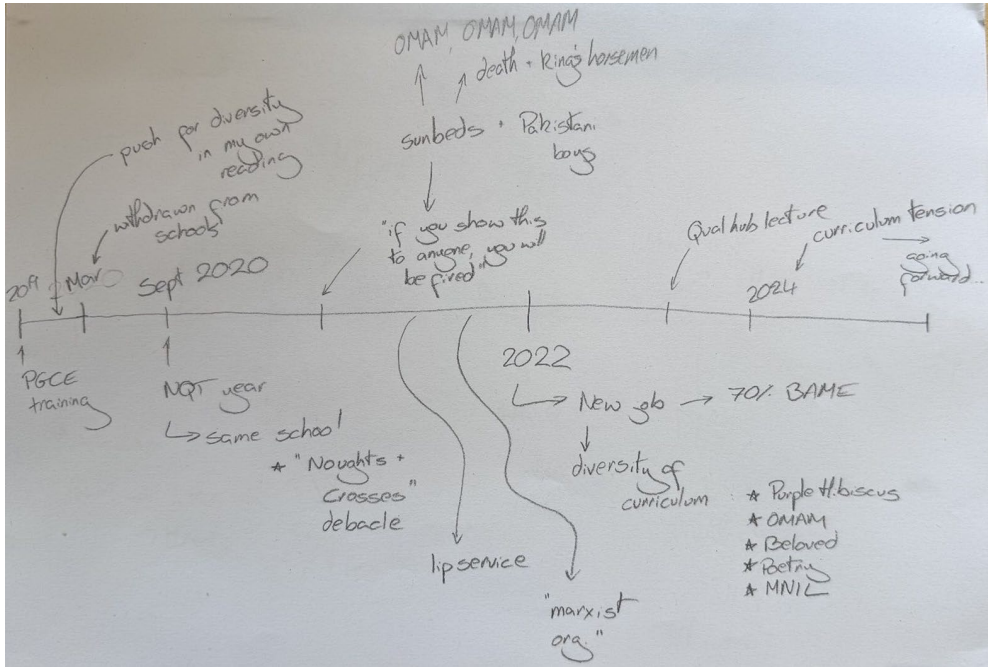 OMAM, OMAM, OMAM
death + King's horsemen
sunbeds + Pakistani
boys
push for diversity
in my own
reading
withdrawn from
schools
"if you show this
to anyone, you will
be fired"
Qual hub lecture
curriculum tension
going
forward...
2019
Mar
Sept 2020
2024
PGCE
training
NQT year
same school
* "Noughts +
Crosses"
debacle
2022
New job
70% BAME
diversity of
curriculum
* Purple Hibiscus
* OMAM
* Beloved
* Poetry
* MNIL
lip service
"marxist
org."